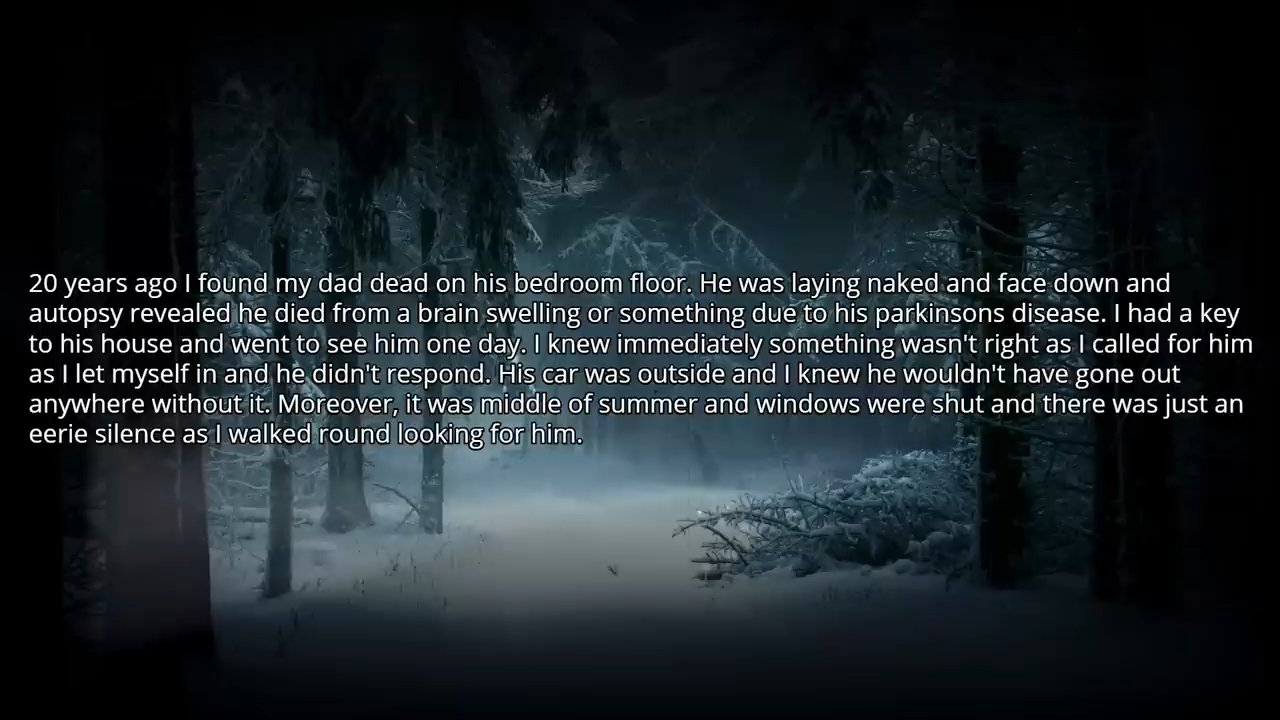 20 years ago I found my dad dead on his bedroom floor. He was laying naked and face down and
autopsy revealed he died from a brain swelling or something due to his parkinsons disease. I had a key
to his house and went to see him one day. I knew immediately something wasn't right as I called for him
as I let myself in and he didn't respond. His car was outside and I knew he wouldn't have gone out
anywhere without it. Moreover, it was middle of summer and windows were shut and there was just an
eerie silence as I walked round looking for him.